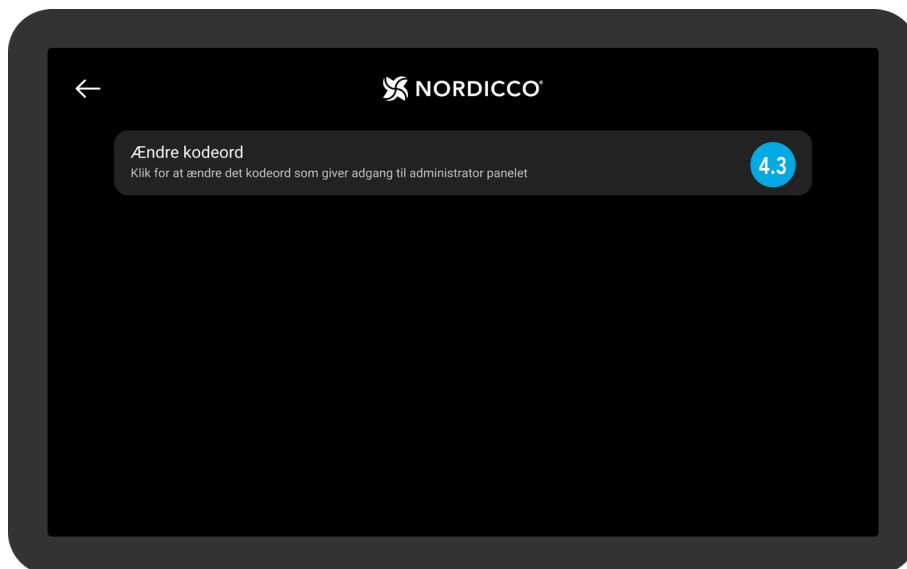 NORDICCO®
Ændre kodeord
Klik for at ændre det kodeord som giver adgang til administrator panelet
4.3